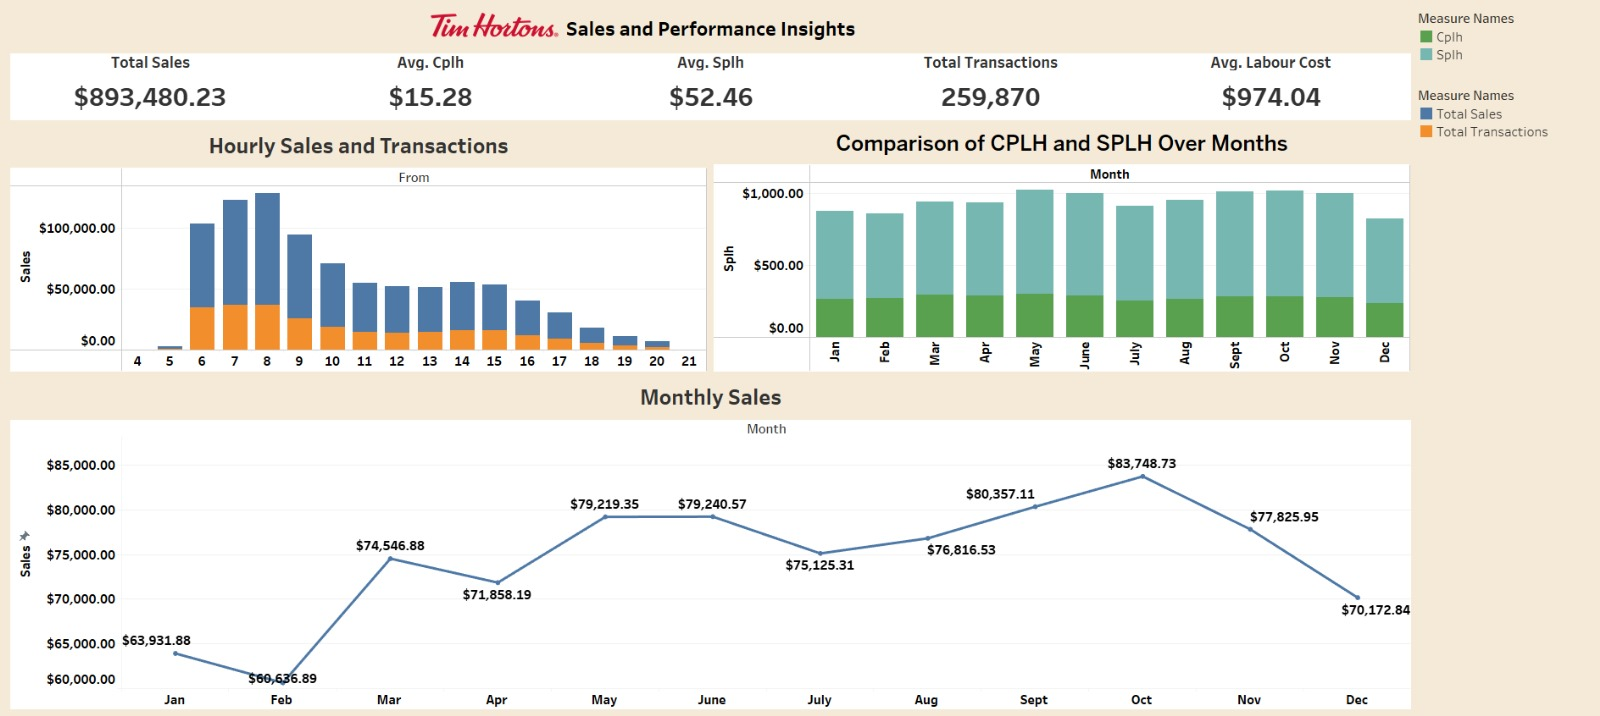 Tim Hortons. Sales and Performance Insights
Total Sales
$893,480.23
Avg. Cplh
$15.28
Avg. Splh
$52.46
Total Transactions
259,870
Avg. Labour Cost
$974.04
Measure Names
Cplh
Splh
Measure Names
Total Sales
Total Transactions
Hourly Sales and Transactions
From
Sales
$100,000.00
$50,000.00
$0.00
4 5 6 7 8 9 10 11 12 13 14 15 16 17 18 19 20 21
Comparison of CPLH and SPLH Over Months
Month
Splh
$1,000.00
$500.00
$0.00
Jan Feb Mar Apr May June July Aug Sept Oct Nov Dec
Monthly Sales
Month
Sales
$85,000.00
$80,000.00
$75,000.00
$70,000.00
$65,000.00
$60,000.00
$63,931.88
$60,636.89
$74,546.88
$71,858.19
$79,219.35
$79,240.57
$75,125.31
$76,816.53
$80,357.11
$83,748.73
$77,825.95
$70,172.84
Jan Feb Mar Apr May June July Aug Sept Oct Nov Dec